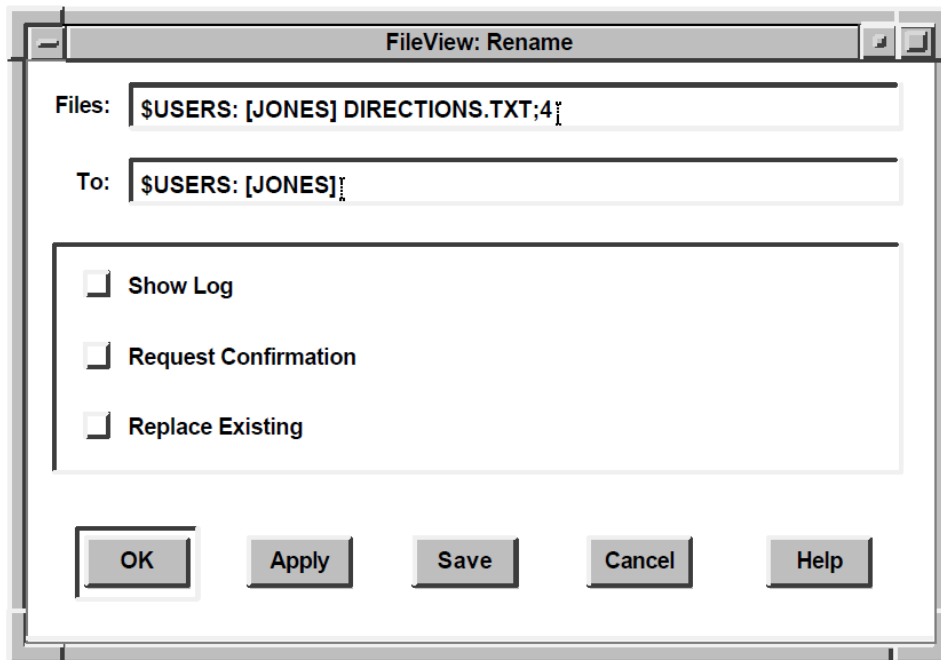 FileView: Rename
Files: $USERS: [JONES] DIRECTIONS.TXT;4
To: $USERS: [JONES]
Show Log
Request Confirmation
Replace Existing
OK Apply Save Cancel Help